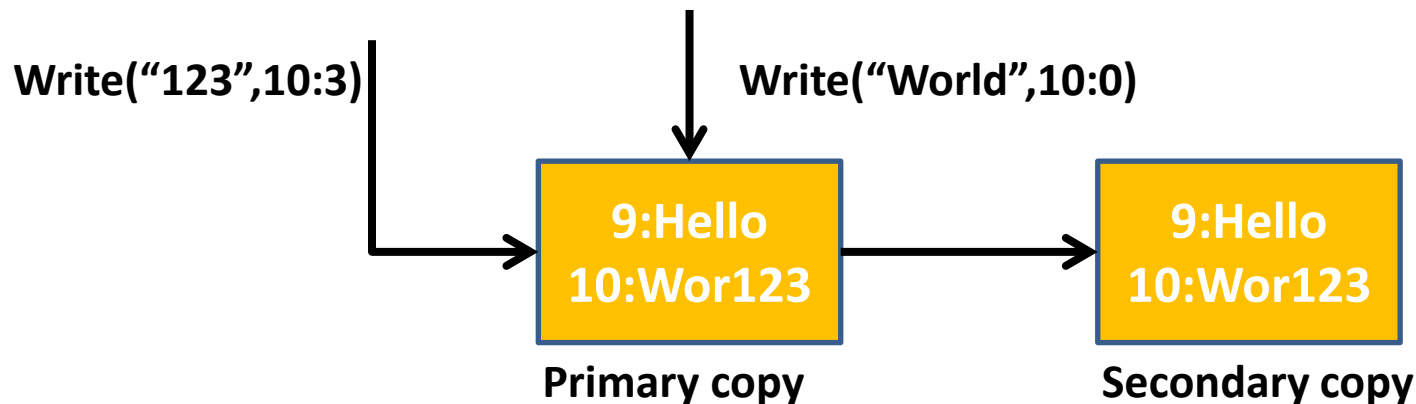 Write(“123”,10:3)
Write(“World”,10:0)
9:Hello
10:Wor123
9:Hello
10:Wor123
Primary copy
Secondary copy